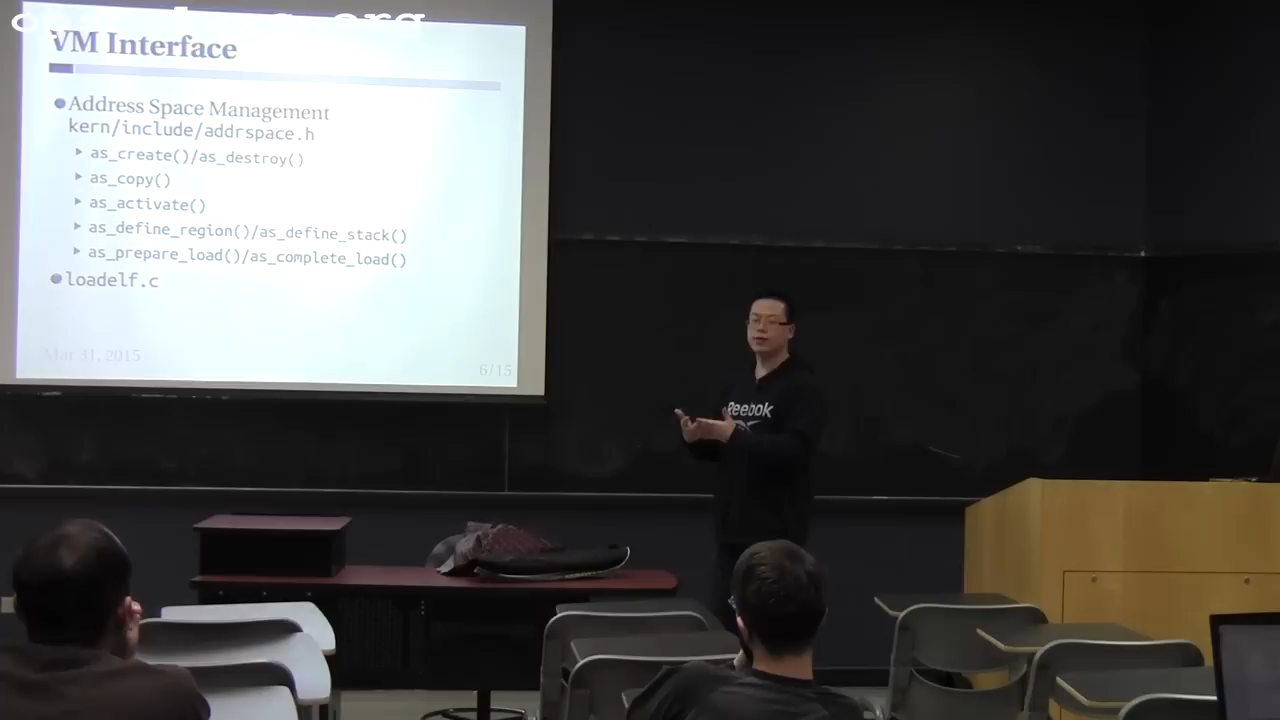 VM Interface
Address Space Management
kern/include/addrspace.h
as_create()/as_destroy()
as_copy()
as_activate()
as_define_region()/as_define_stack()
as_prepare_load()/as_complete_load()
loadelf.c
Mar 31, 2015
6/15
Reebok